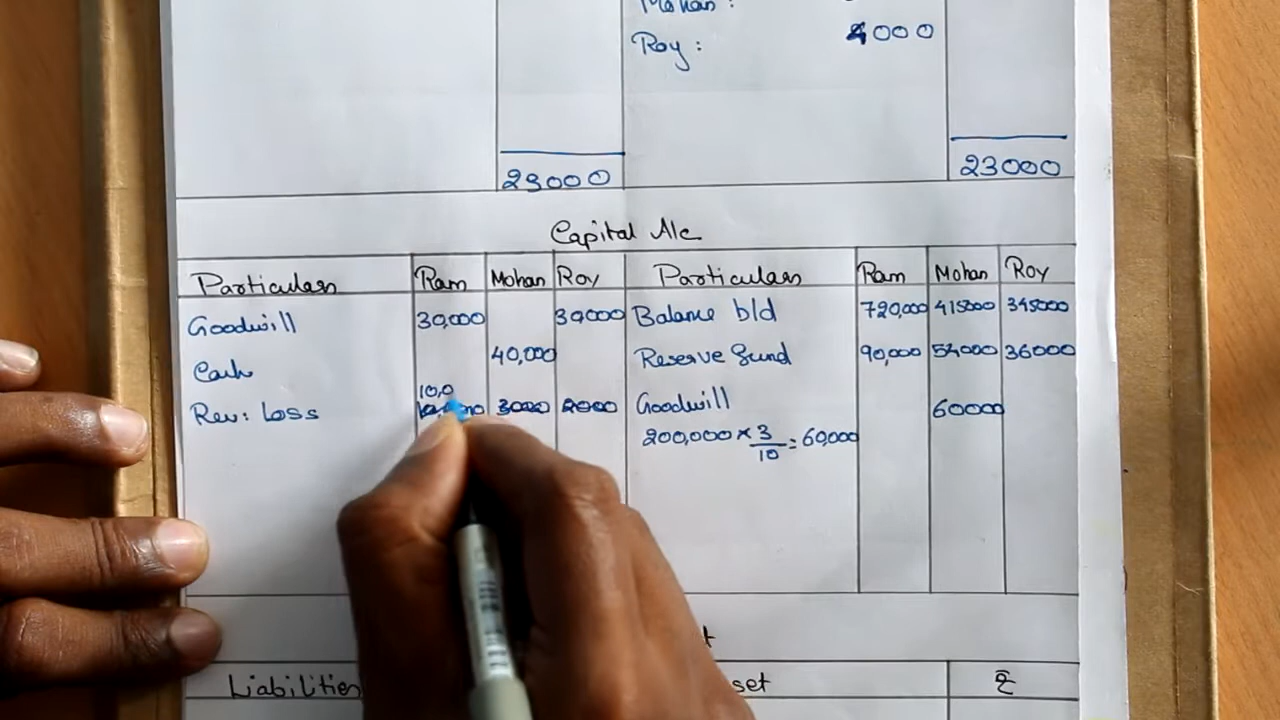 Mohan :
Roy : 4000
23000 23000
Capital A/c
Particulars Ram Mohan Roy Particulars Ram Mohan Roy
Goodwill 30,000 30000 Balance b/d 720,000 415000 345000
Cash 40,000 Reserve fund 90,000 54000 36000
10,0
Rev: Loss 3000 2000 Goodwill 60000
200,000 × 3/10 = 60,000
Liabilities set ₹